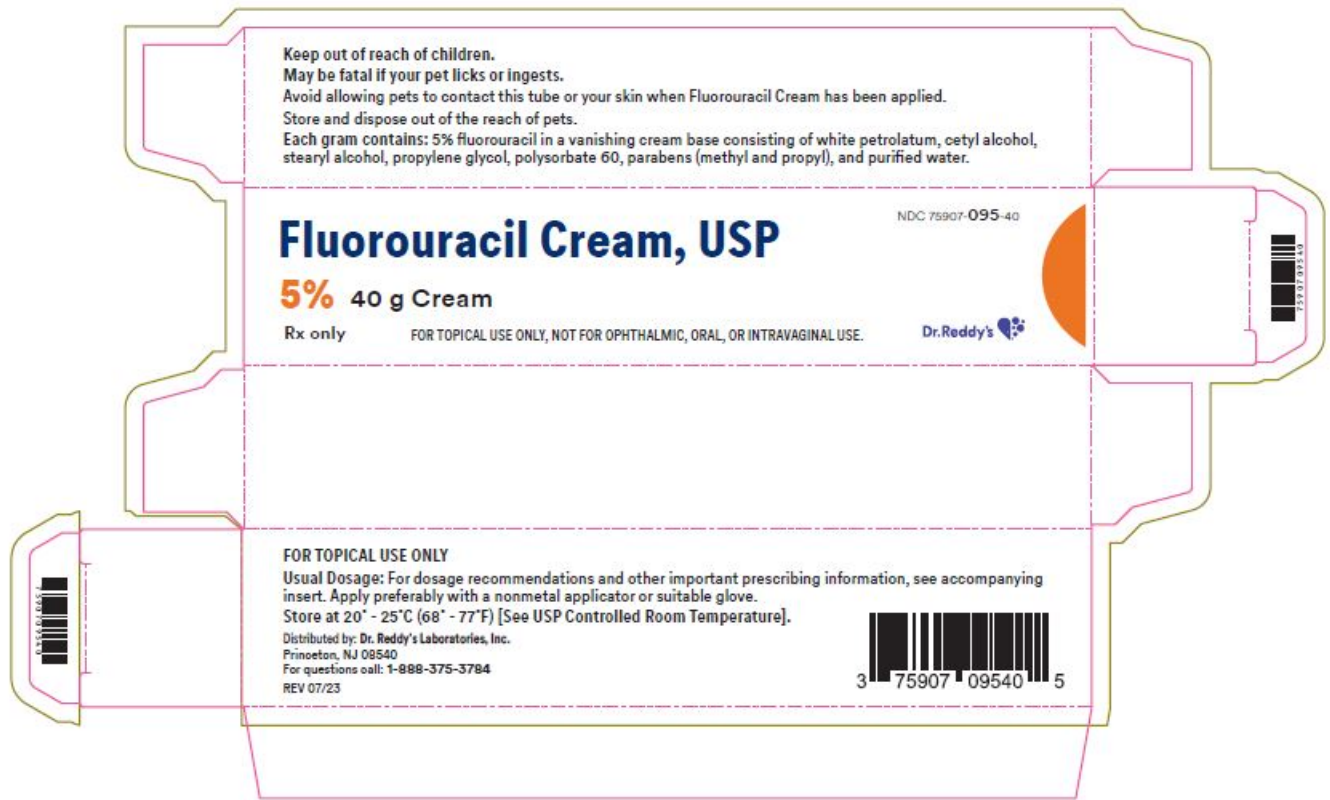 Keep out of reach of children.
May be fatal if your pet licks or ingests.
Avoid allowing pets to contact this tube or your skin when Fluorouracil Cream has been applied.
Store and dispose out of the reach of pets.
Each gram contains: 5% fluorouracil in a vanishing cream base consisting of white petrolatum, cetyl alcohol,
stearyl alcohol, propylene glycol, polysorbate 60, parabens (methyl and propyl), and purified water.
NDC 75907-095-40
Fluorouracil Cream, USP
5% 40 g Cream
Rx only FOR TOPICAL USE ONLY, NOT FOR OPHTHALMIC, ORAL, OR INTRAVAGINAL USE.
Dr.Reddy's
7590709540
FOR TOPICAL USE ONLY
Usual Dosage: For dosage recommendations and other important prescribing information, see accompanying
insert. Apply preferably with a nonmetal applicator or suitable glove.
Store at 20° - 25°C (68° - 77°F) [See USP Controlled Room Temperature].
Distributed by: Dr. Reddy's Laboratories, Inc.
Princeton, NJ 08540
For questions call: 1-888-375-3784
REV 07/23
3 75907 09540 5
7590709540